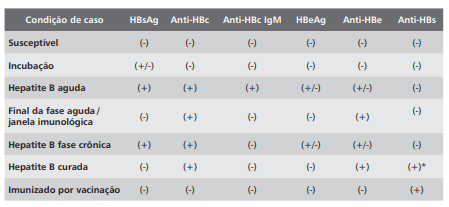 Condição de caso HBsAg Anti-HBc Anti-HBc IgM HBeAg Anti-HBe Anti-HBs
Susceptível (-) (-) (-) (-) (-) (-)
Incubação (+/-) (-) (-) (-) (-) (-)
Hepatite B aguda (+) (+) (+) (+/-) (+/-) (-)
Final da fase aguda /
janela imunológica (-) (+) (-) (-) (+) (-)
Hepatite B fase crônica (+) (+) (-) (+/-) (+/-) (-)
Hepatite B curada (-) (+) (-) (-) (+) (+)*
Imunizado por vacinação (-) (-) (-) (-) (-) (+)